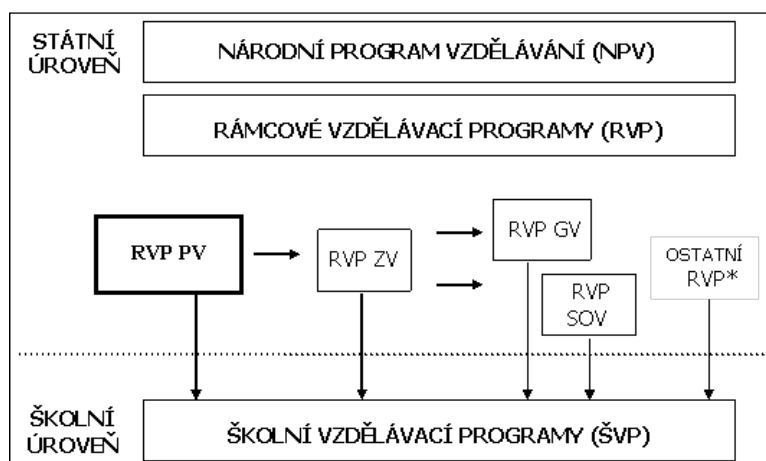 STÁTNÍ
ÚROVEŇ
NÁRODNÍ PROGRAM VZDĚLÁVÁNÍ (NPV)
RÁMCOVÉ VZDĚLÁVACÍ PROGRAMY (RVP)
RVP PV
RVP ZV
RVP GV
RVP
SOV
OSTATNÍ
RVP*
ŠKOLNÍ
ÚROVEŇ
ŠKOLNÍ VZDĚLÁVACÍ PROGRAMY (ŠVP)